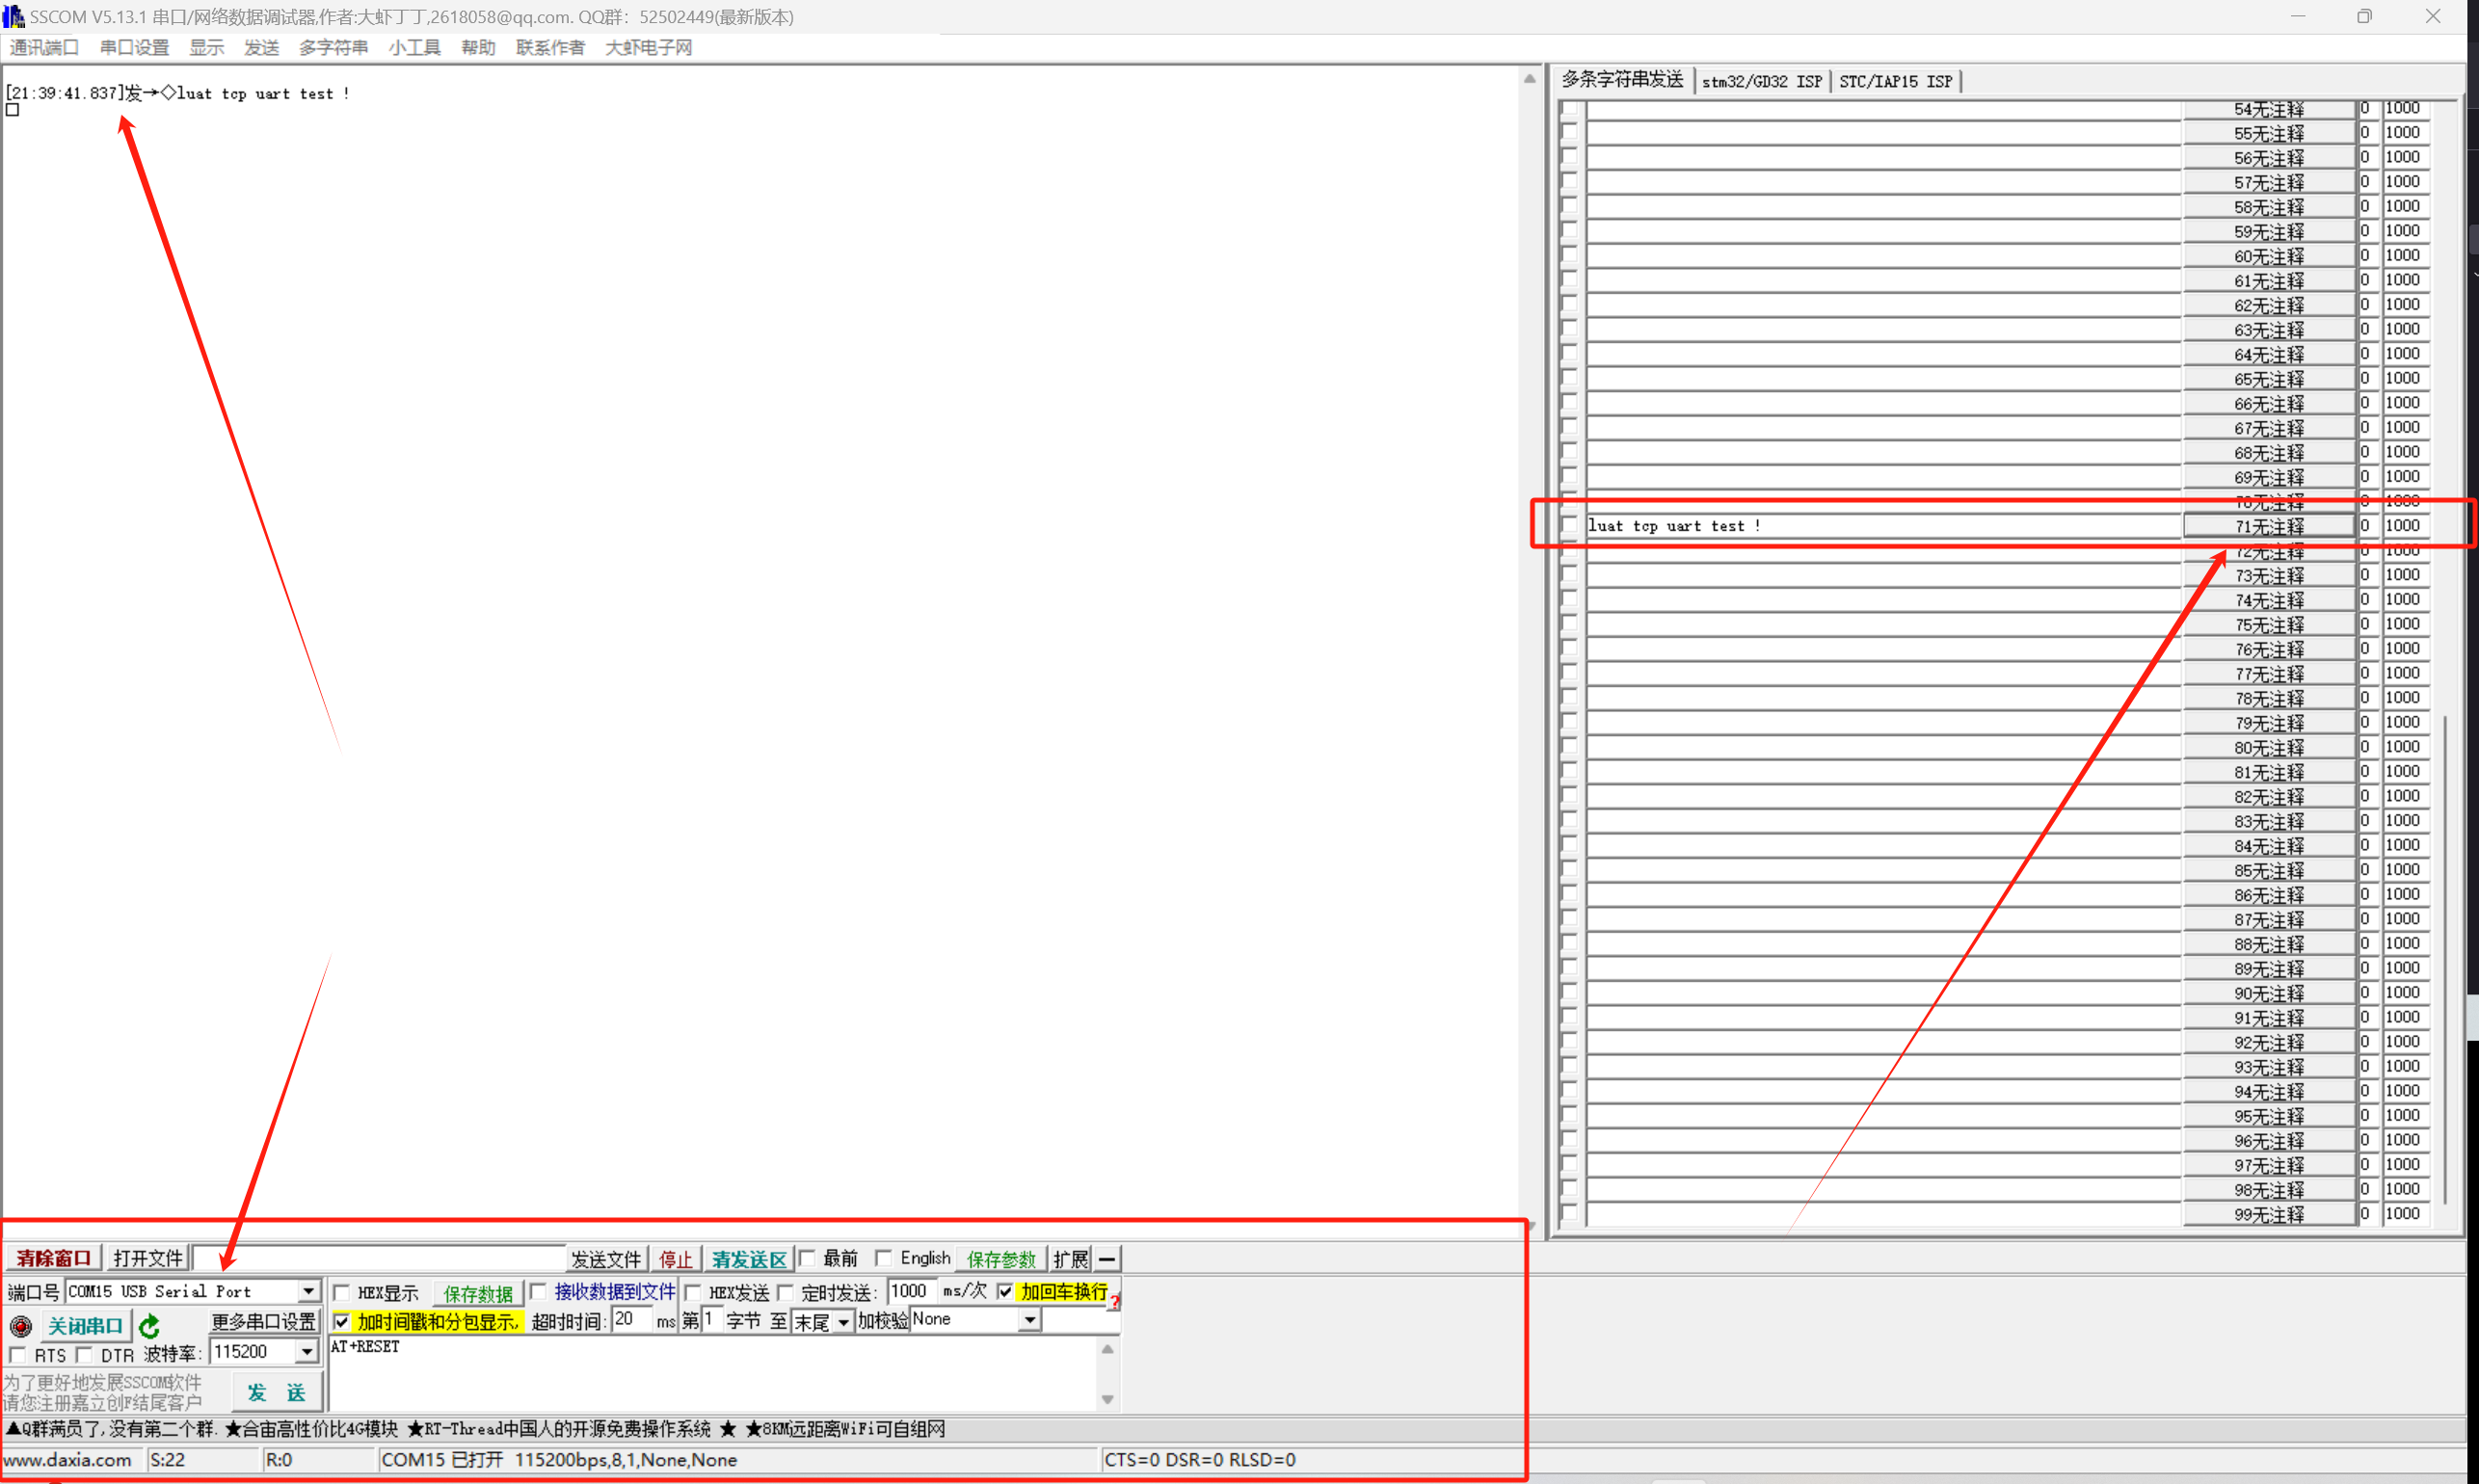 SSCOM V5.13.1 串口/网络数据调试器,作者:大虾丁丁,2618058@qq.com. QQ群: 52502449(最新版本)
通讯端口 串口设置 显示 发送 多字符串 小工具 帮助 联系作者 大虾电子网
[21:39:41.837]发→◇luat tcp uart test !
□
多条字符串发送 stm32/GD32 ISP STC/IAP15 ISP
54无注释 0 1000
55无注释 0 1000
56无注释 0 1000
57无注释 0 1000
58无注释 0 1000
59无注释 0 1000
60无注释 0 1000
61无注释 0 1000
62无注释 0 1000
63无注释 0 1000
64无注释 0 1000
65无注释 0 1000
66无注释 0 1000
67无注释 0 1000
68无注释 0 1000
69无注释 0 1000
70无注释 0 1000
luat tcp uart test ! 71无注释 0 1000
72无注释 0 1000
73无注释 0 1000
74无注释 0 1000
75无注释 0 1000
76无注释 0 1000
77无注释 0 1000
78无注释 0 1000
79无注释 0 1000
80无注释 0 1000
81无注释 0 1000
82无注释 0 1000
83无注释 0 1000
84无注释 0 1000
85无注释 0 1000
86无注释 0 1000
87无注释 0 1000
88无注释 0 1000
89无注释 0 1000
90无注释 0 1000
91无注释 0 1000
92无注释 0 1000
93无注释 0 1000
94无注释 0 1000
95无注释 0 1000
96无注释 0 1000
97无注释 0 1000
98无注释 0 1000
99无注释 0 1000
清除窗口 打开文件 发送文件 停止 清发送区 最前 English 保存参数 扩展 —
端口号 COM15 USB Serial Port HEX显示 保存数据 接收数据到文件 HEX发送 定时发送: 1000 ms/次 加回车换行 ?
关闭串口 更多串口设置 加时间戳和分包显示, 超时时间: 20 ms 第1 字节 至 末尾 加校验 None
RTS DTR 波特率: 115200 AT+RESET
为了更好地发展SSCOM软件
请您注册嘉立创F结尾客户
发 送
▲Q群满员了,没有第二个群. ★合宙高性价比4G模块 ★RT-Thread中国人的开源免费操作系统 ★ ★8KM远距离WiFi可自组网
www.daxia.com S:22 R:0 COM15 已打开 115200bps,8,1,None,None CTS=0 DSR=0 RLSD=0